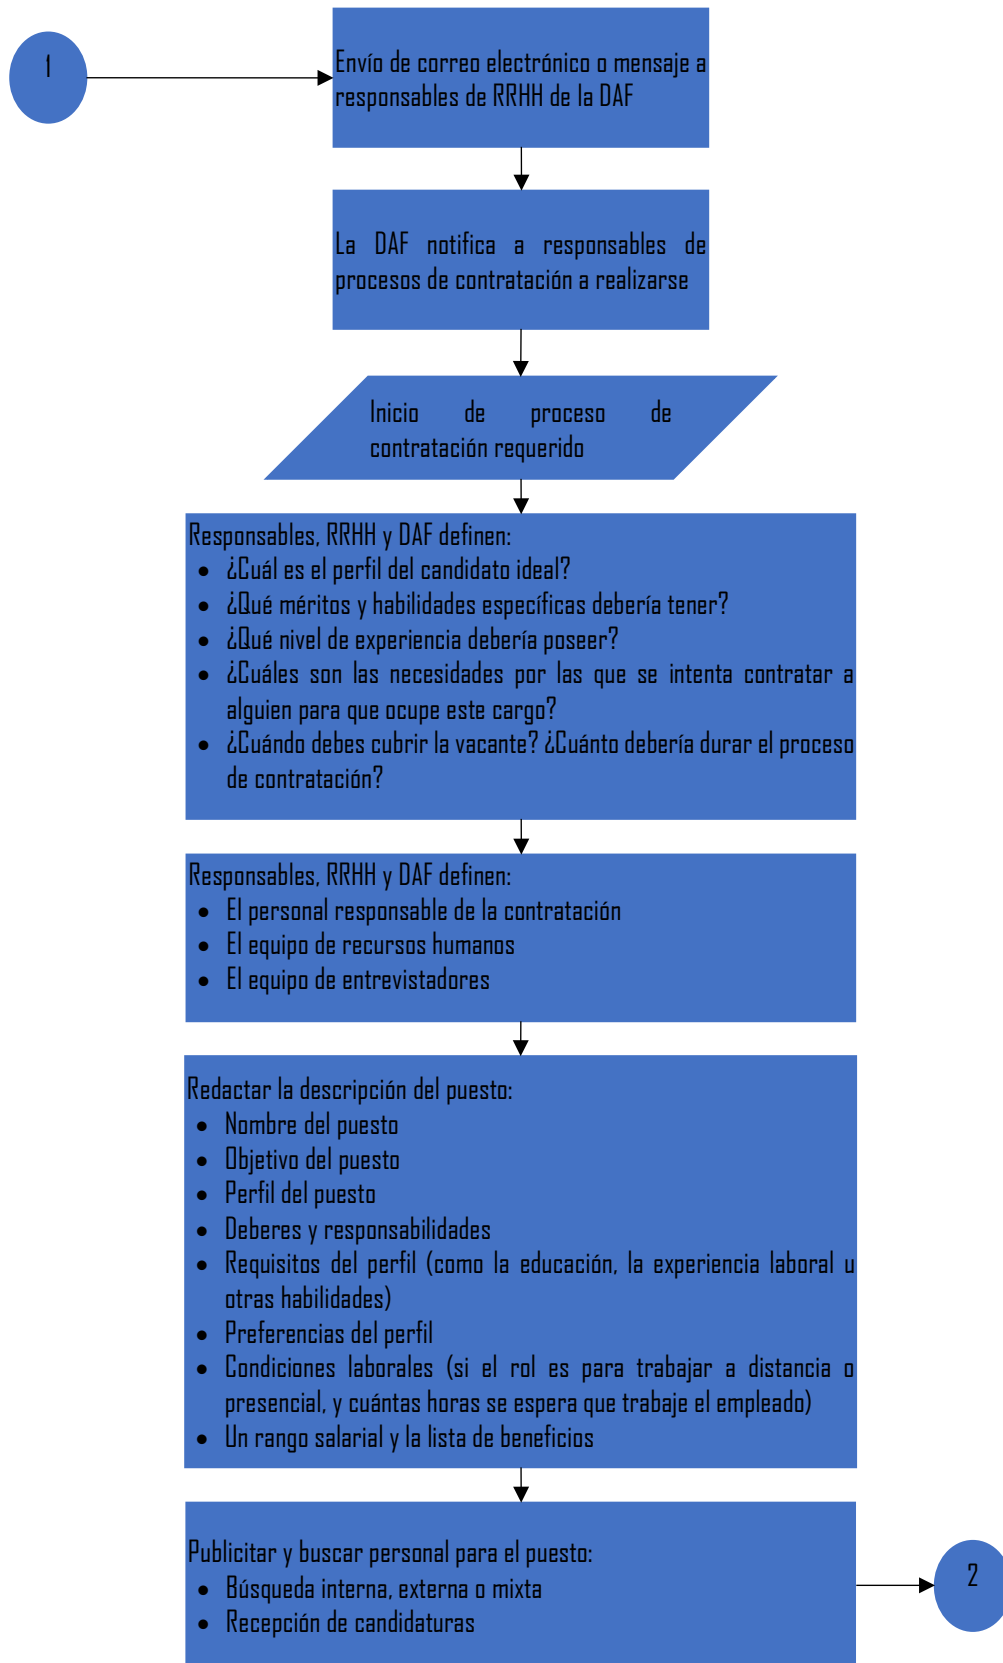 1
Envío de correo electrónico o mensaje a
responsables de RRHH de la DAF
La DAF notifica a responsables de
procesos de contratación a realizarse
Inicio de proceso de
contratación requerido
Responsables, RRHH y DAF definen:
• ¿Cuál es el perfil del candidato ideal?
• ¿Qué méritos y habilidades específicas debería tener?
• ¿Qué nivel de experiencia debería poseer?
• ¿Cuáles son las necesidades por las que se intenta contratar a
alguien para que ocupe este cargo?
• ¿Cuándo debes cubrir la vacante? ¿Cuánto debería durar el proceso
de contratación?
Responsables, RRHH y DAF definen:
• El personal responsable de la contratación
• El equipo de recursos humanos
• El equipo de entrevistadores
Redactar la descripción del puesto:
• Nombre del puesto
• Objetivo del puesto
• Perfil del puesto
• Deberes y responsabilidades
• Requisitos del perfil (como la educación, la experiencia laboral u
otras habilidades)
• Preferencias del perfil
• Condiciones laborales (si el rol es para trabajar a distancia o
presencial, y cuántas horas se espera que trabaje el empleado)
• Un rango salarial y la lista de beneficios
Publicitar y buscar personal para el puesto:
• Búsqueda interna, externa o mixta
• Recepción de candidaturas
2